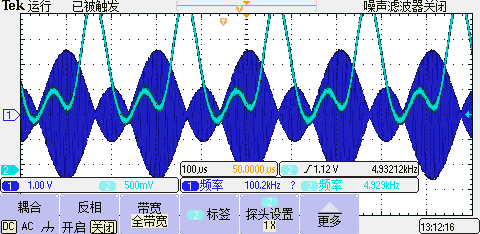 Tek 运行 已被触发 噪声滤波器关闭
T
1
2
100µs 50.0000µs 2 1.12 V 4.93212kHz
1 1.00 V 2 500mV 1 频率 100.2kHz ? 2 频率 4.929kHz
耦合 反相 带宽 2 标签 探头设置 更多
DC AC 开启 关闭 全带宽 1X
13:12:16